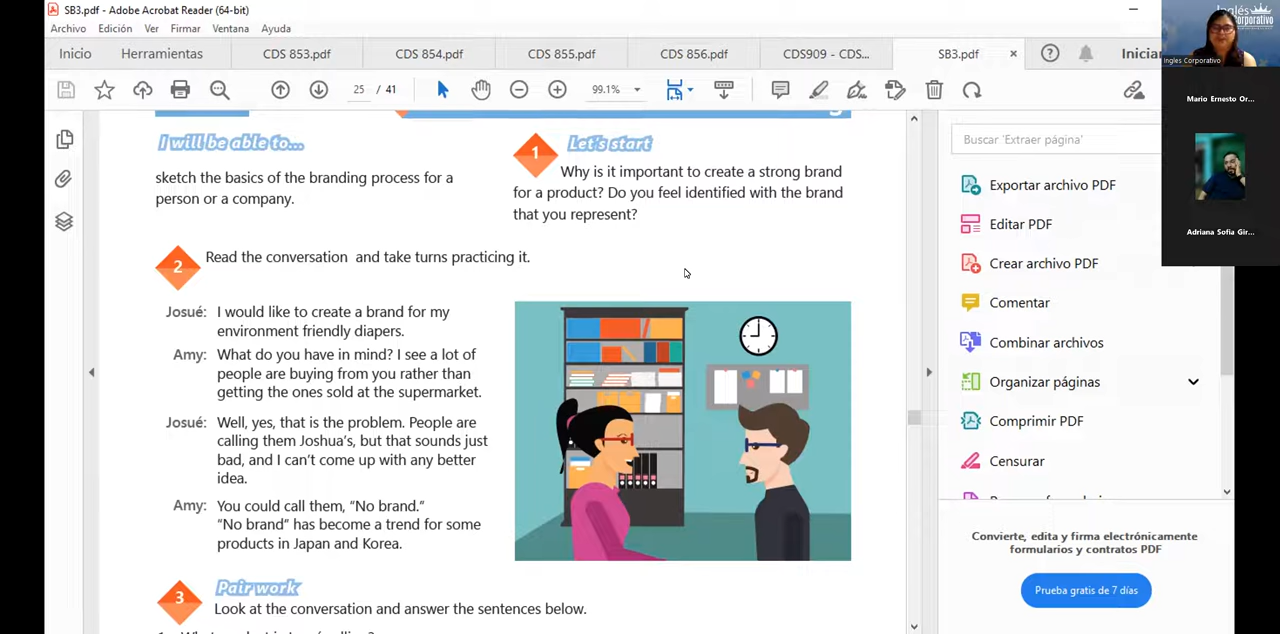 SB3.pdf - Adobe Acrobat Reader (64-bit)
Archivo Edición Ver Firmar Ventana Ayuda
Inicio Herramientas CDS 853.pdf CDS 854.pdf CDS 855.pdf CDS 856.pdf CDS909 - CDS... SB3.pdf × Iniciar
25 / 41 99.1%
I will be able to...
sketch the basics of the branding process for a
person or a company.
1 Let's start
Why is it important to create a strong brand
for a product? Do you feel identified with the brand
that you represent?
2 Read the conversation and take turns practicing it.
Josué: I would like to create a brand for my
environment friendly diapers.
Amy: What do you have in mind? I see a lot of
people are buying from you rather than
getting the ones sold at the supermarket.
Josué: Well, yes, that is the problem. People are
calling them Joshua's, but that sounds just
bad, and I can't come up with any better
idea.
Amy: You could call them, "No brand."
"No brand" has become a trend for some
products in Japan and Korea.
3 Pair work
Look at the conversation and answer the sentences below.
Buscar 'Extraer página'
Exportar archivo PDF
Editar PDF
Crear archivo PDF
Comentar
Combinar archivos
Organizar páginas
Comprimir PDF
Censurar
Convierte, edita y firma electrónicamente
formularios y contratos PDF
Prueba gratis de 7 días
Inglés
Corporativo
Ingles Corporativo
Mario Ernesto Or...
Adriana Sofia Gir...